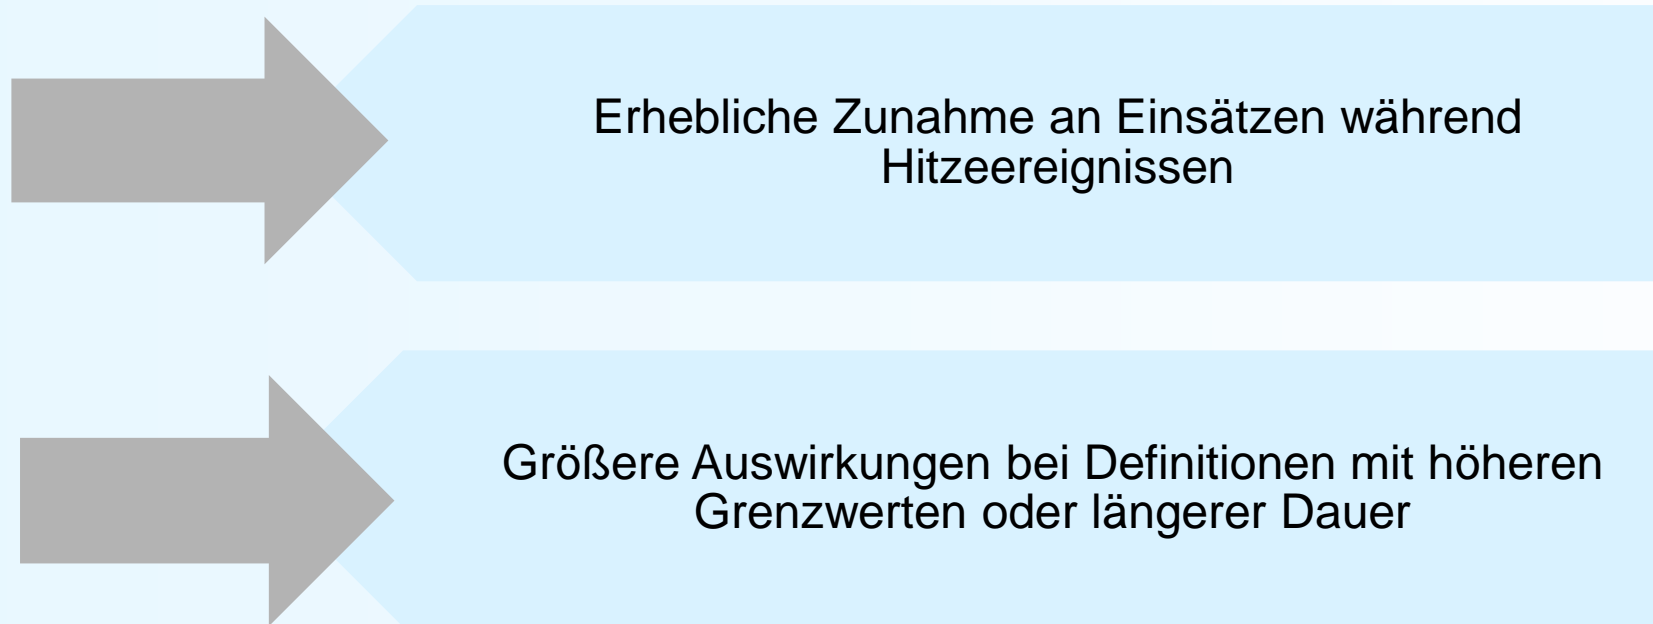 Erhebliche Zunahme an Einsätzen während
Hitzeereignissen
Größere Auswirkungen bei Definitionen mit höheren
Grenzwerten oder längerer Dauer